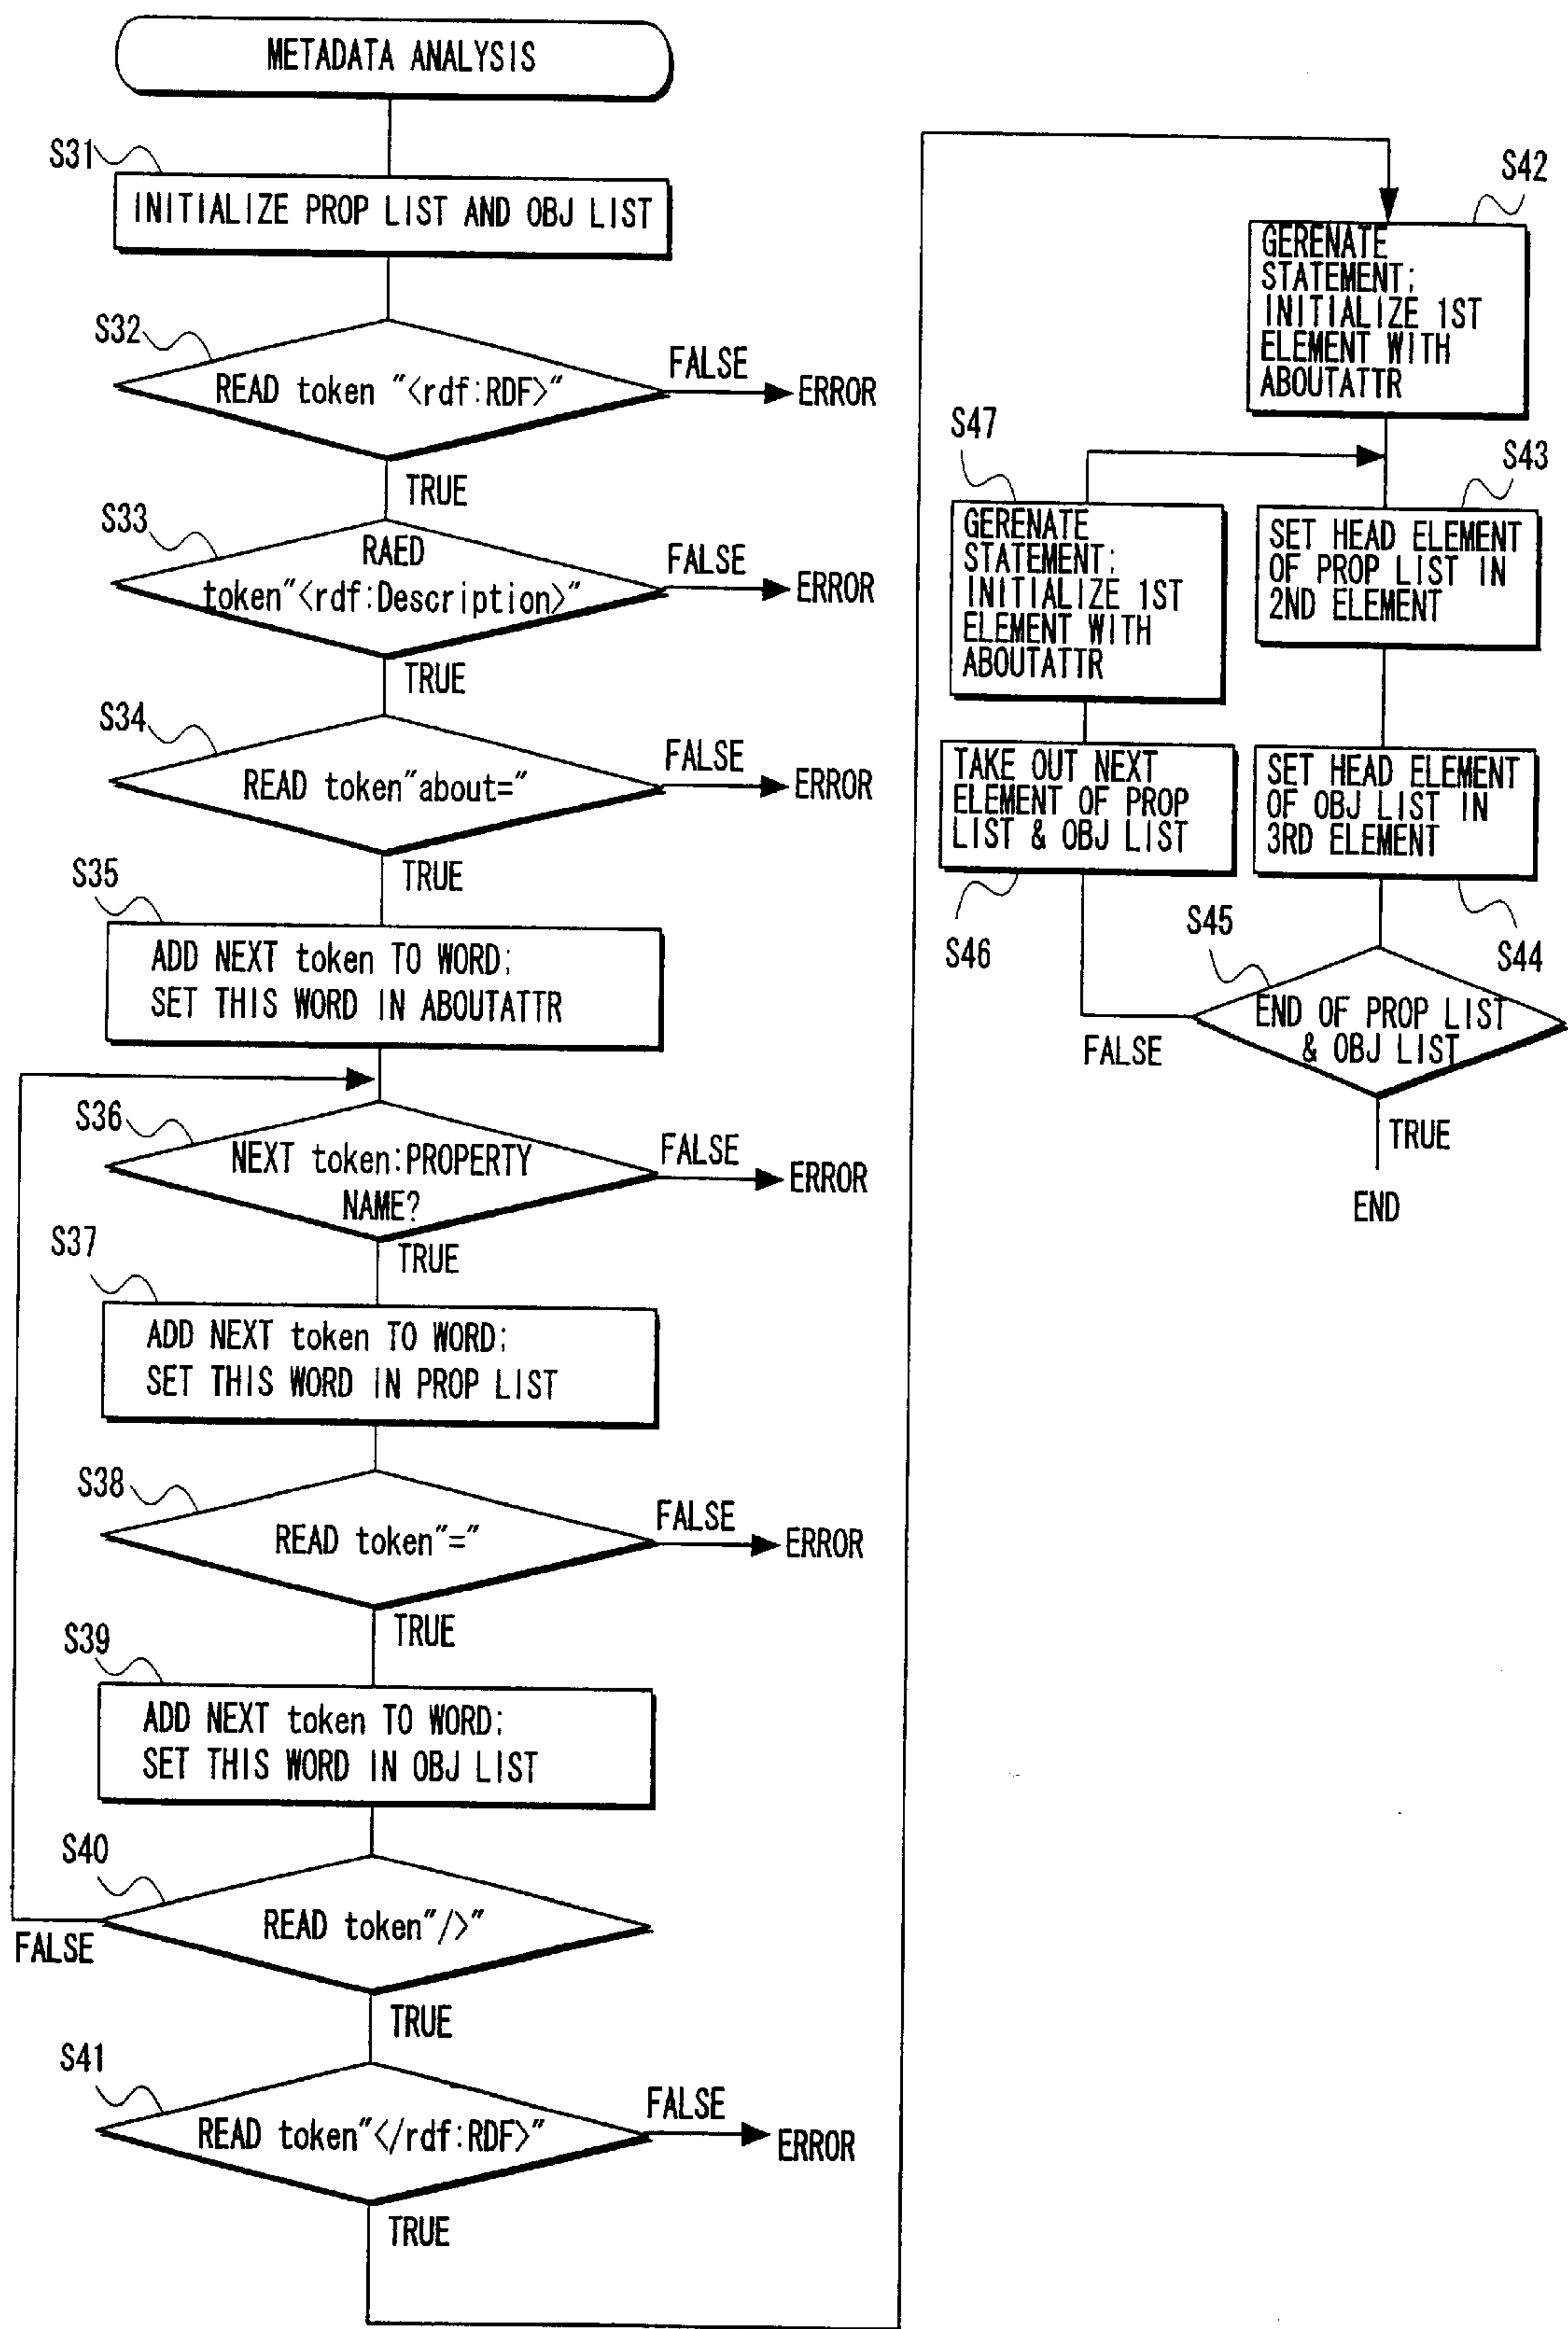 METADATA ANALYSIS
S31
INITIALIZE PROP LIST AND OBJ LIST
S32
READ token "<rdf:RDF>"
FALSE
ERROR
TRUE
S33
RAED
token"<rdf:Description>"
FALSE
ERROR
TRUE
S34
READ token"about="
FALSE
ERROR
TRUE
S35
ADD NEXT token TO WORD;
SET THIS WORD IN ABOUTATTR
S36
NEXT token:PROPERTY
NAME?
FALSE
ERROR
TRUE
S37
ADD NEXT token TO WORD;
SET THIS WORD IN PROP LIST
S38
READ token"="
FALSE
ERROR
TRUE
S39
ADD NEXT token TO WORD;
SET THIS WORD IN OBJ LIST
S40
READ token"/>"
FALSE
TRUE
S41
READ token"</rdf:RDF>"
FALSE
ERROR
TRUE
S42
GERENATE
STATEMENT;
INITIALIZE 1ST
ELEMENT WITH
ABOUTATTR
S43
SET HEAD ELEMENT
OF PROP LIST IN
2ND ELEMENT
SET HEAD ELEMENT
OF OBJ LIST IN
3RD ELEMENT
S44
S45
END OF PROP LIST
& OBJ LIST
FALSE
TRUE
END
S47
GERENATE
STATEMENT;
INITIALIZE 1ST
ELEMENT WITH
ABOUTATTR
TAKE OUT NEXT
ELEMENT OF PROP
LIST & OBJ LIST
S46